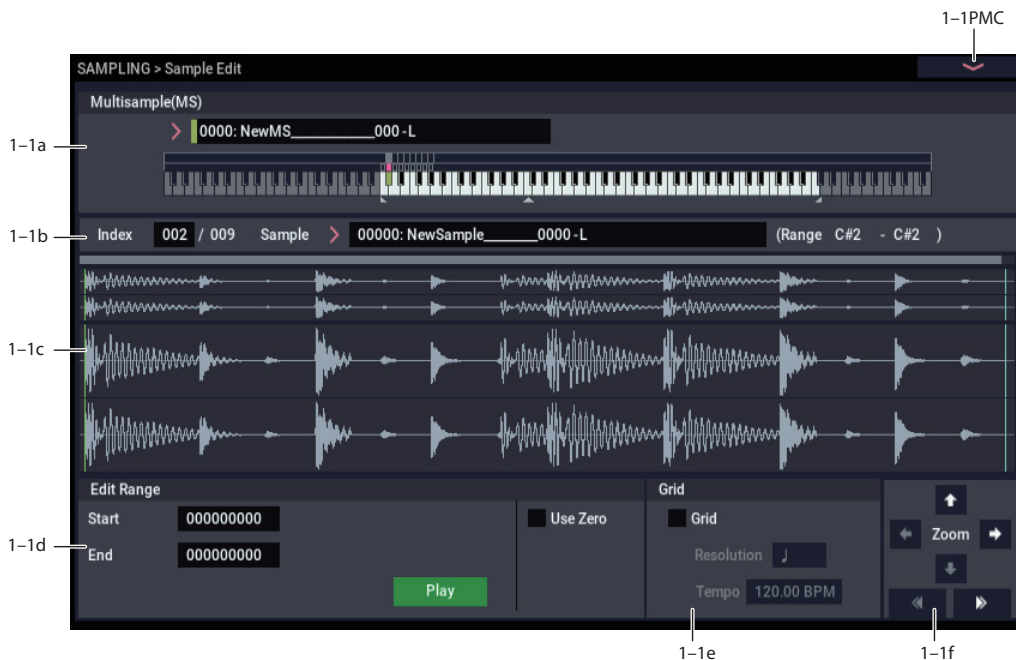 1–1PMC
SAMPLING > Sample Edit
Multisample(MS)
1–1a
0000: NewMS____________000 -L
1–1b
Index 002 / 009 Sample 00000: NewSample________0000 -L (Range C#2 - C#2 )
1–1c
Edit Range
Grid
Start 000000000
Use Zero
Grid
1–1d
End 000000000
Zoom
Resolution ♩
Play
Tempo 120.00 BPM
1–1e
1–1f